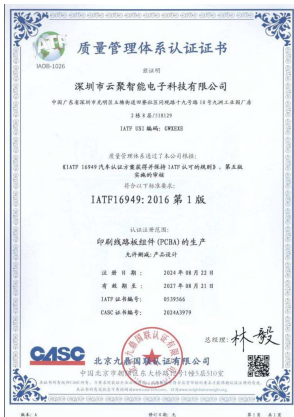 IAOB-1026
质量管理体系认证证书
兹证明
深圳市云聚智能电子科技有限公司
IATF USI 编码: GWXEHE
质量管理体系通过了本公司根据:
《IATF 16949 汽车认证方案获得并保持 IATF 认可的规则》, 第五版
实施的审核
符合以下标准要求:
IATF16949: 2016 第 1 版
认证注册范围:
印刷线路板组件(PCBA)的生产
允许删减:产品设计
注 册 日 期 : 2024 年 08 月 22 日
有 效 期 至 : 2027 年 08 月 21 日
IATF 证书编号: 0539566
CASC 证书编号: 2024A3979
总经理: 林毅
CASC
北京九鼎国联认证有限公司